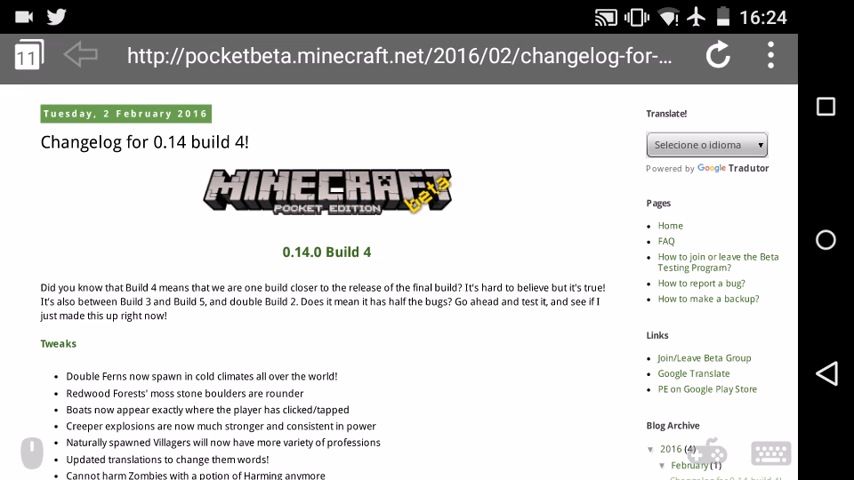 16:24
11
http://pocketbeta.minecraft.net/2016/02/changelog-for-...
Tuesday, 2 February 2016
Changelog for 0.14 build 4!
MINECRAFT
POCKET EDITION
beta
0.14.0 Build 4
Did you know that Build 4 means that we are one build closer to the release of the final build? It's hard to believe but it's true!
It's also between Build 3 and Build 5, and double Build 2. Does it mean it has half the bugs? Go ahead and test it, and see if I
just made this up right now!
Tweaks
Double Ferns now spawn in cold climates all over the world!
Redwood Forests' moss stone boulders are rounder
Boats now appear exactly where the player has clicked/tapped
Creeper explosions are now much stronger and consistent in power
Naturally spawned Villagers will now have more variety of professions
Updated translations to change them words!
Cannot harm Zombies with a potion of Harming anymore
Translate!
Selecione o idioma
Powered by Google Tradutor
Pages
Home
FAQ
How to join or leave the Beta
Testing Program?
How to report a bug?
How to make a backup?
Links
Join/Leave Beta Group
Google Translate
PE on Google Play Store
Blog Archive
2016 (4)
February (1)
Changelog for 0.14 build 4!